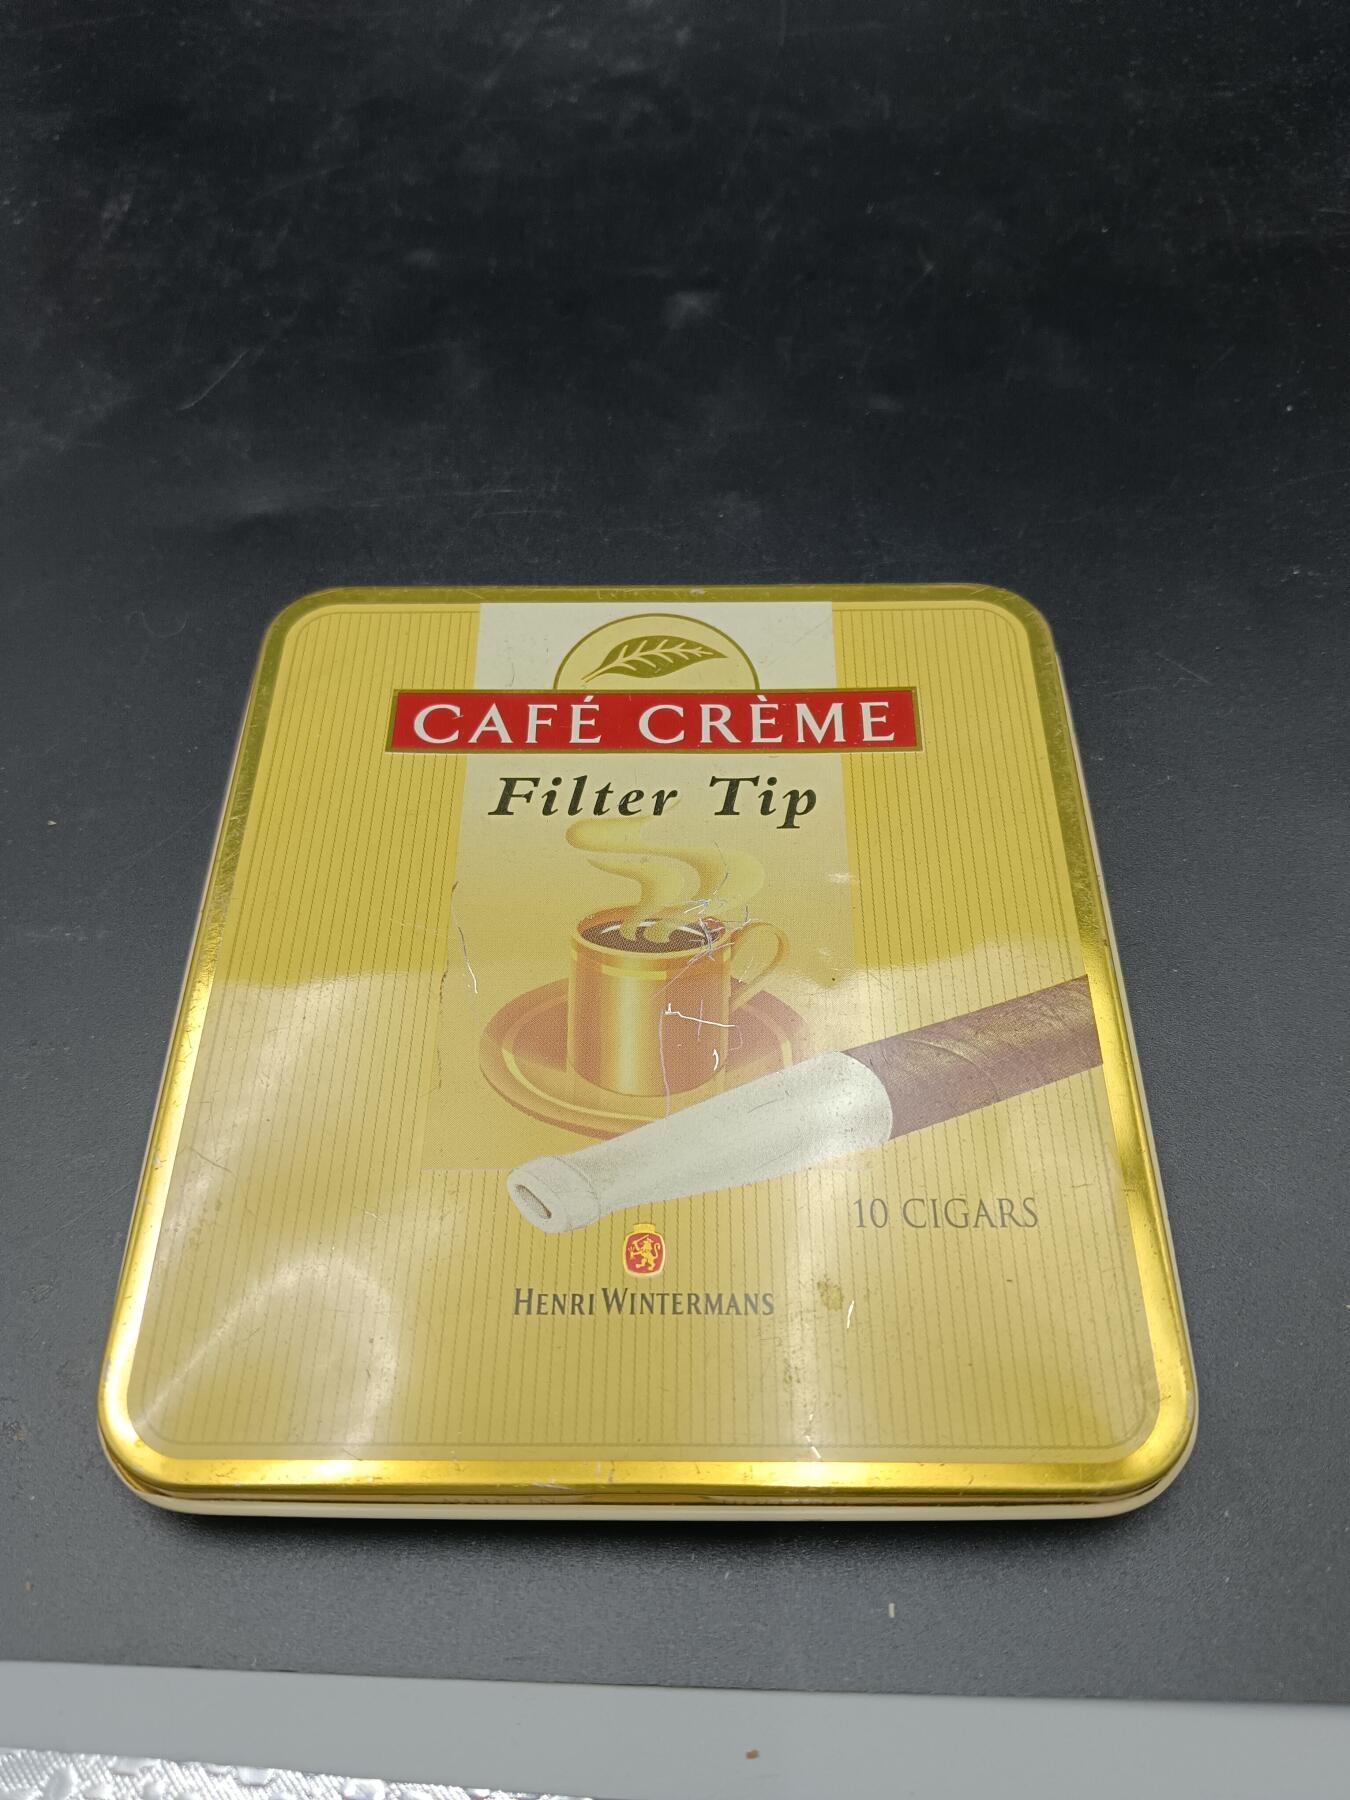 CAFÉ CRÈME
Filter Tip
10 CIGARS
HENRI WINTERMANS